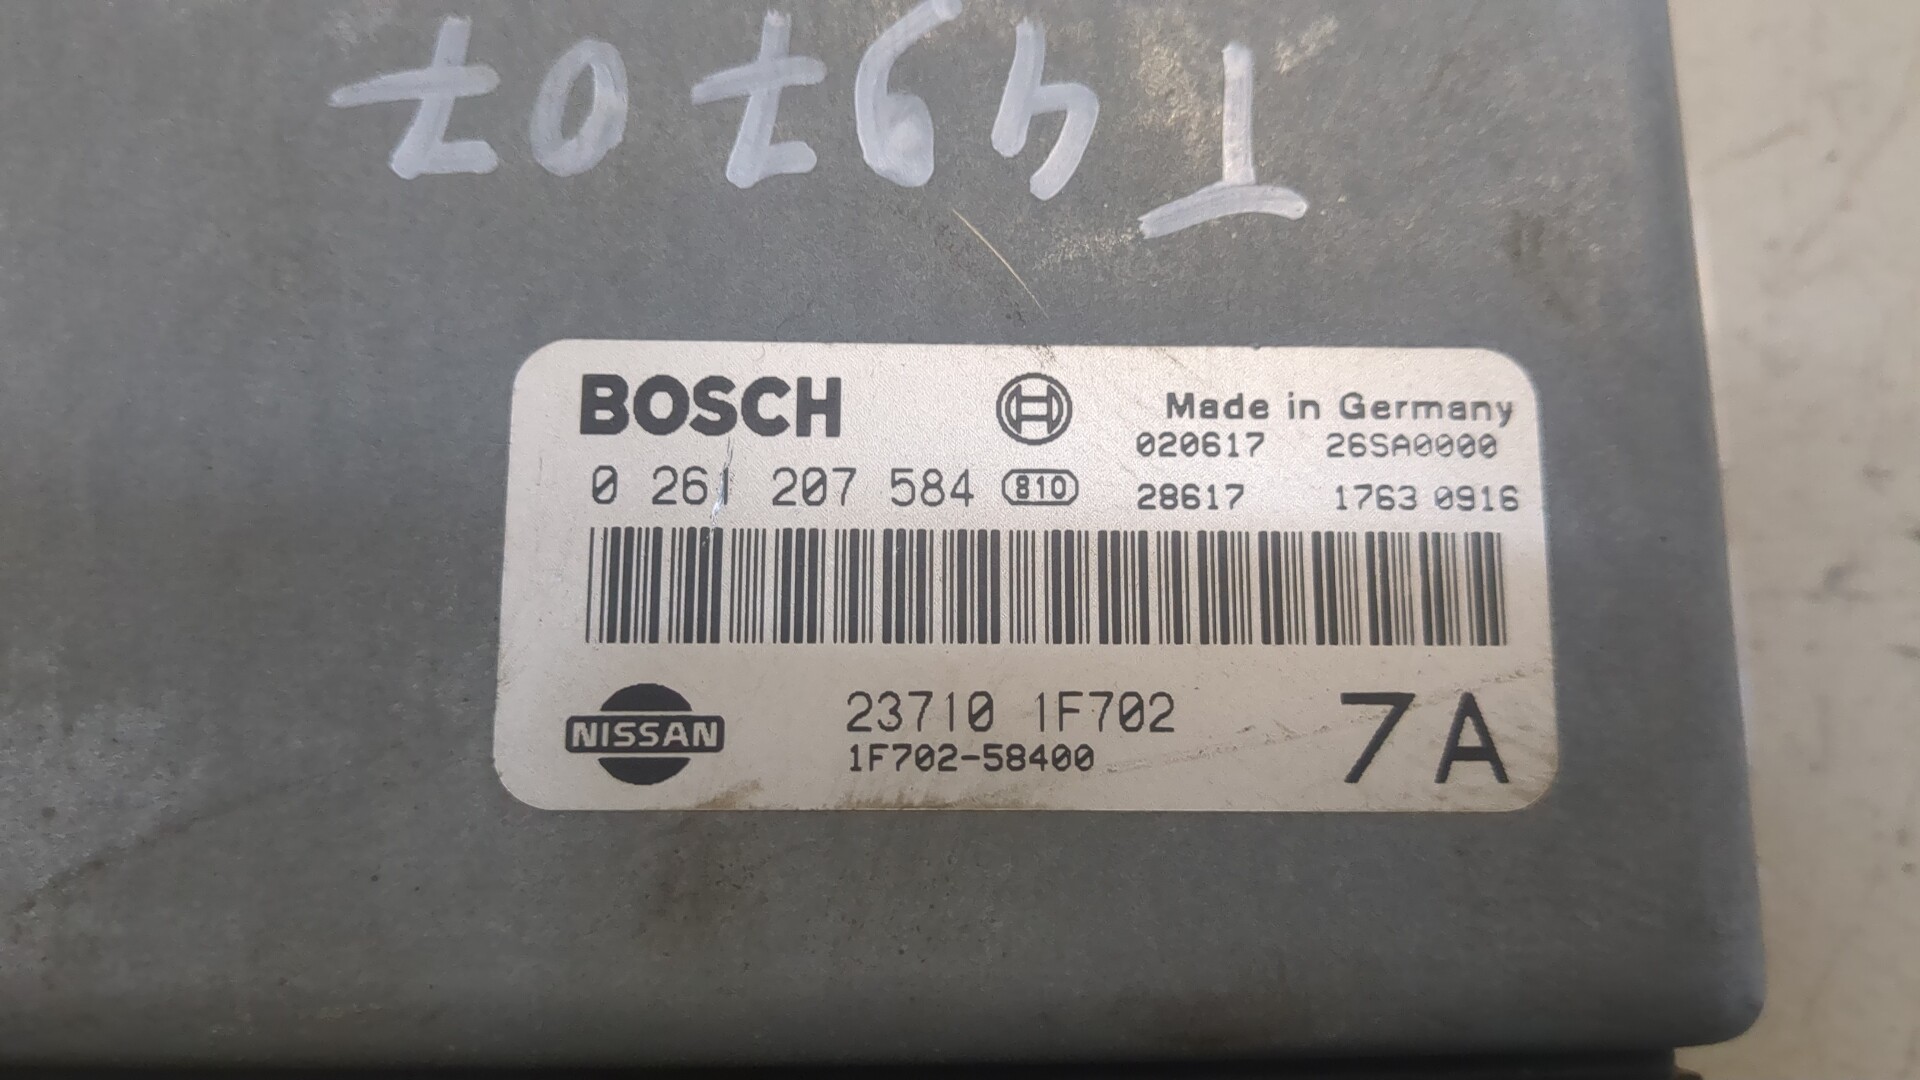 T49707
BOSCH
Made in Germany
020617 26SA0000
0 261 207 584 810
28617 1763 0916
NISSAN
23710 1F702
1F702-58400
7A